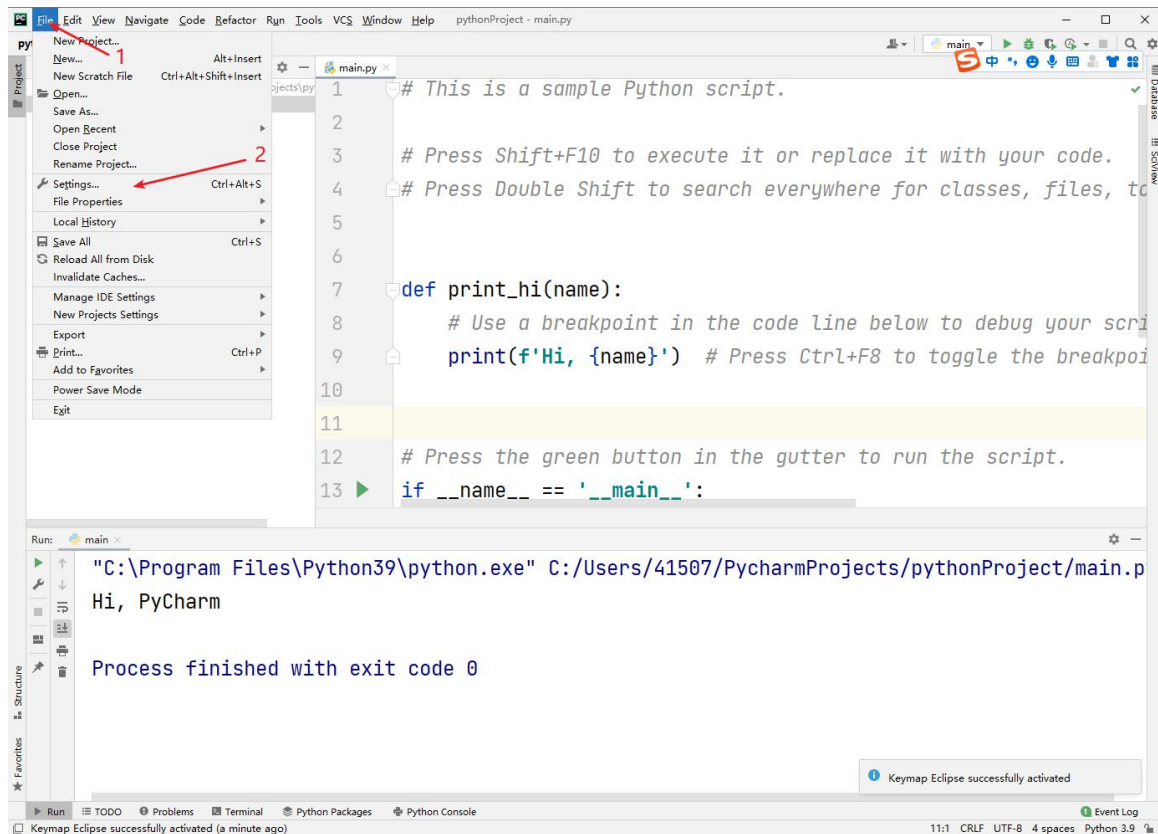 PC File Edit View Navigate Code Refactor Run Tools VCS Window Help pythonProject - main.py
py
main
New Project...
1
New... Alt+Insert
New Scratch File Ctrl+Alt+Shift+Insert
Open...
Save As...
Open Recent
Close Project
Rename Project...
2
Settings... Ctrl+Alt+S
File Properties
Local History
Save All Ctrl+S
Reload All from Disk
Invalidate Caches...
Manage IDE Settings
New Projects Settings
Export
Print... Ctrl+P
Add to Favorites
Power Save Mode
Exit
Project
ojects\py
main.py
S 中
Database
SciView
1 # This is a sample Python script.
2
3 # Press Shift+F10 to execute it or replace it with your code.
4 # Press Double Shift to search everywhere for classes, files, to
5
6
7 def print_hi(name):
8 # Use a breakpoint in the code line below to debug your scri
9 print(f'Hi, {name}') # Press Ctrl+F8 to toggle the breakpoi
10
11
12 # Press the green button in the gutter to run the script.
13 if __name__ == '__main__':
Run: main
"C:\Program Files\Python39\python.exe" C:/Users/41507/PycharmProjects/pythonProject/main.p
Hi, PyCharm
Process finished with exit code 0
Structure
Favorites
Keymap Eclipse successfully activated
Run TODO Problems Terminal Python Packages Python Console 1 Event Log
Keymap Eclipse successfully activated (a minute ago) 11:1 CRLF UTF-8 4 spaces Python 3.9